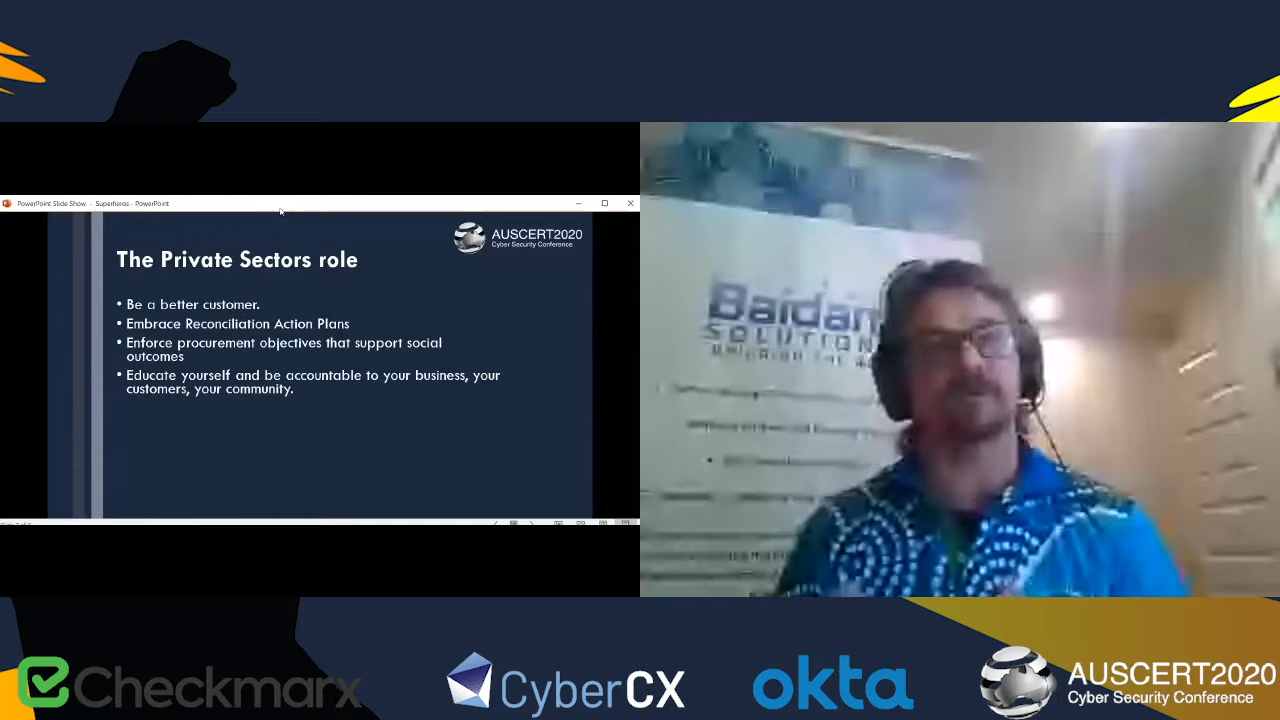 PowerPoint Slide Show - Superheros - PowerPoint
AUSCERT2020
Cyber Security Conference
The Private Sectors role
• Be a better customer.
• Embrace Reconciliation Action Plans
• Enforce procurement objectives that support social
outcomes
• Educate yourself and be accountable to your business, your
customers, your community.
Baidam
SOLUTION
Checkmarx
CyberCX
okta
AUSCERT2020
Cyber Security Conference